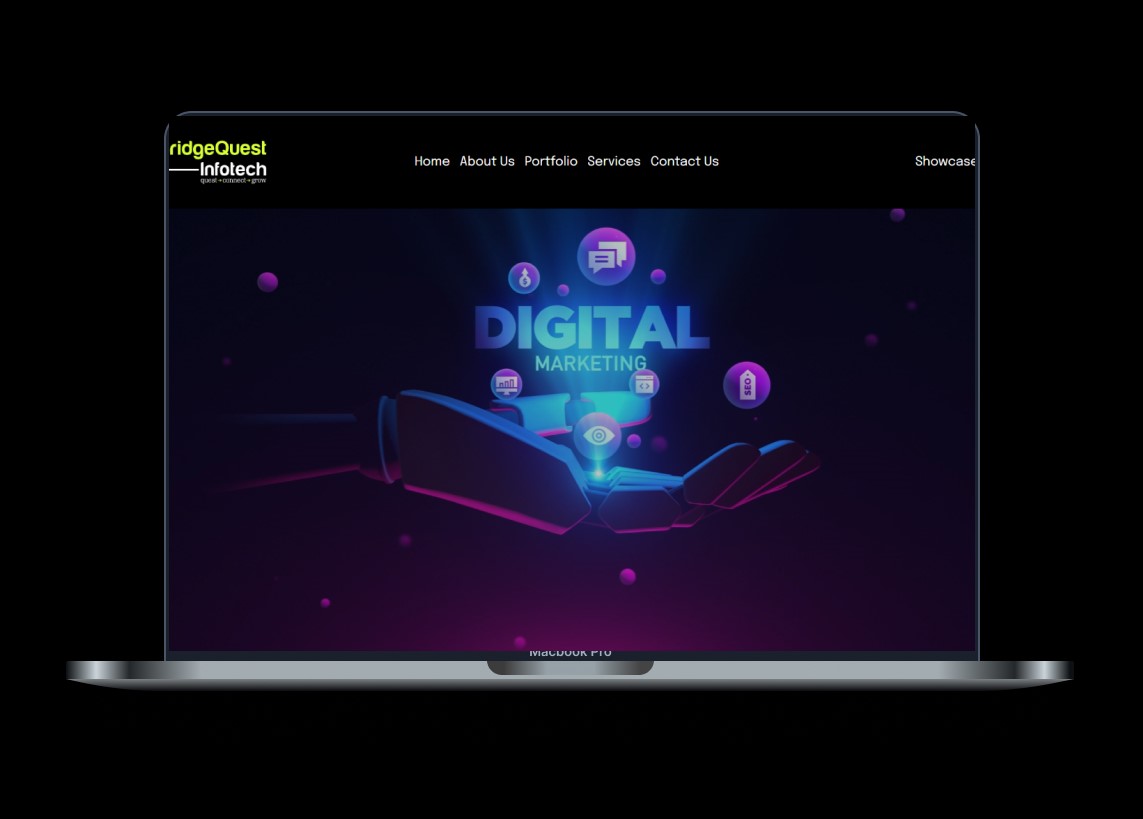 ridgeQuest
Infotech
quest+connect+grow
Home About Us Portfolio Services Contact Us
Showcase
DIGITAL
MARKETING
SEO
Macbook Pro